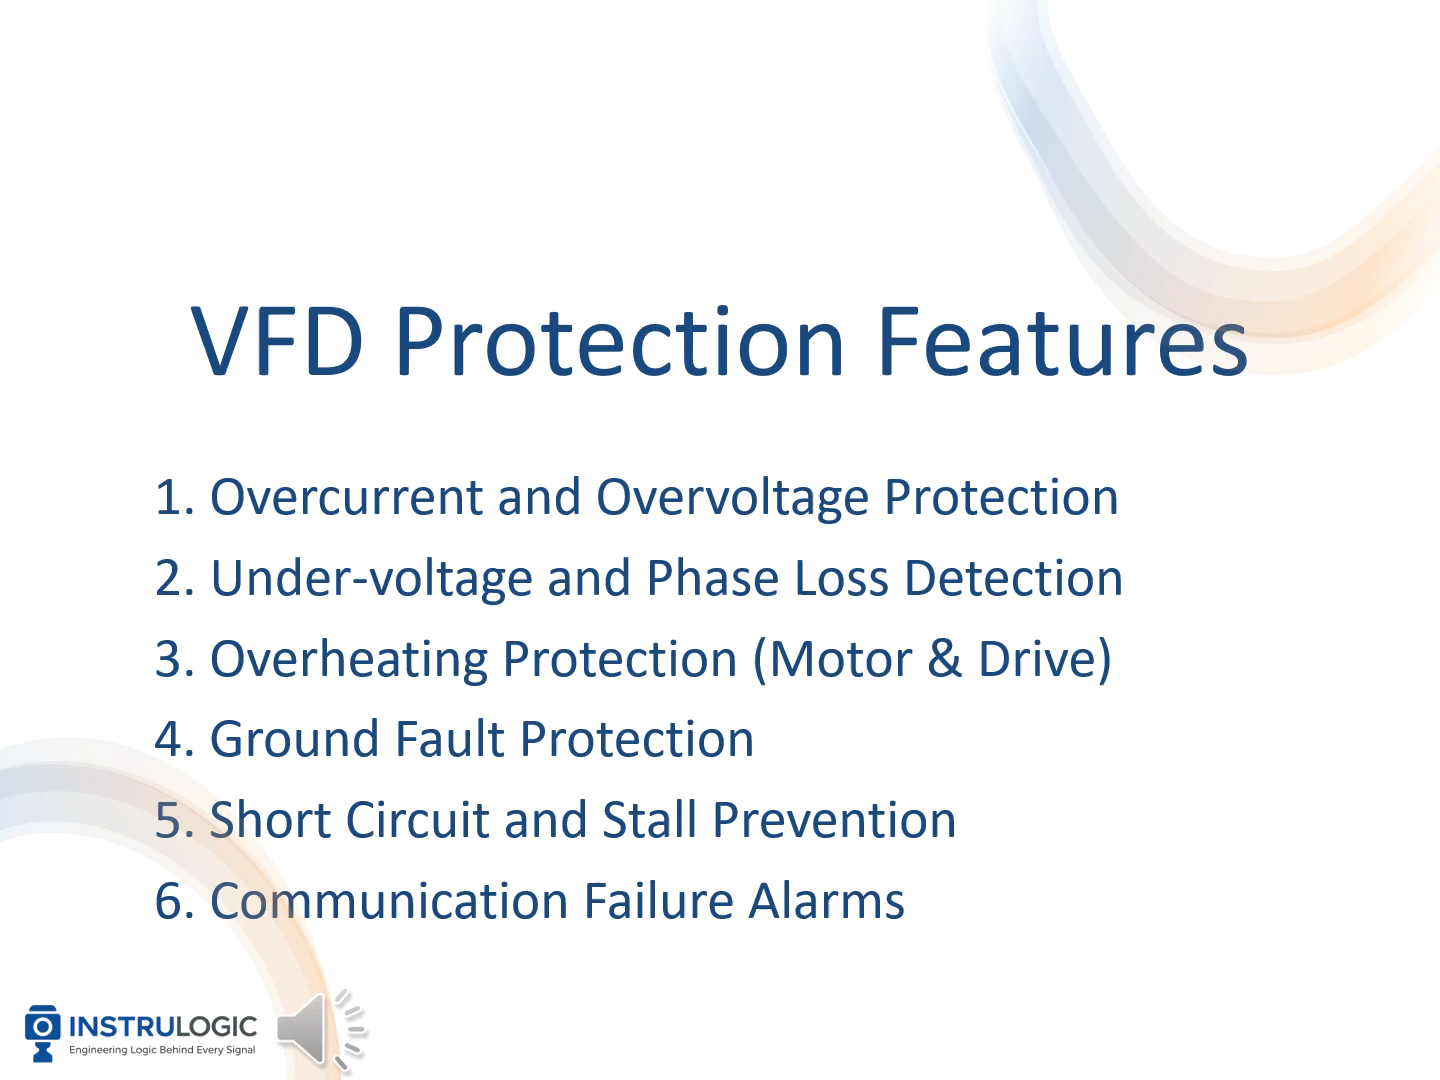 VFD Protection Features
1. Overcurrent and Overvoltage Protection
2. Under-voltage and Phase Loss Detection
3. Overheating Protection (Motor & Drive)
4. Ground Fault Protection
5. Short Circuit and Stall Prevention
6. Communication Failure Alarms
INSTRULOGIC
Engineering Logic Behind Every Signal